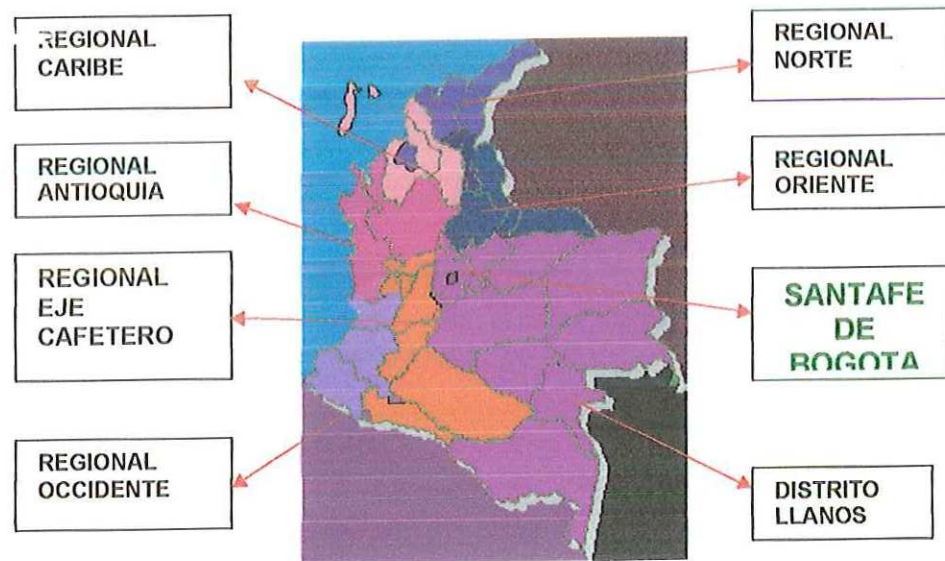 REGIONAL
CARIBE
REGIONAL
NORTE
REGIONAL
ANTIOQUIA
REGIONAL
ORIENTE
REGIONAL
EJE
CAFETERO
SANTAFE
DE
BOGOTA
REGIONAL
OCCIDENTE
DISTRITO
LLANOS